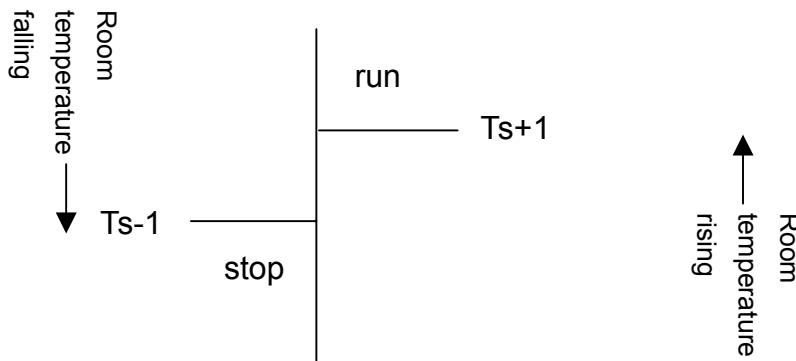 Room
temperature
falling
run
Ts+1
Ts-1
stop
Room
temperature
rising